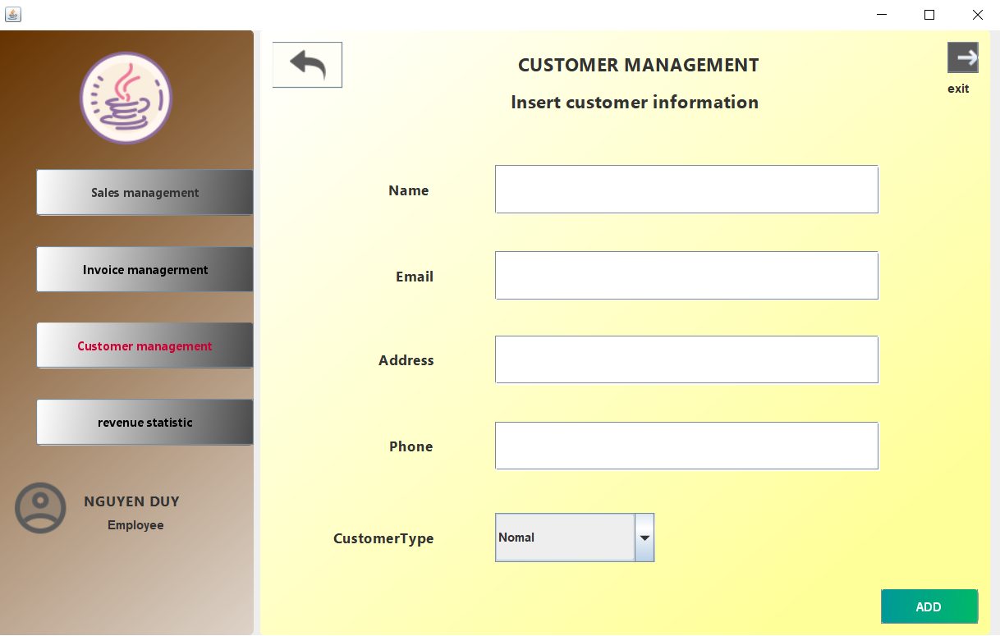 CUSTOMER MANAGEMENT
exit
Insert customer information
Sales management
Invoice managerment
Customer management
revenue statistic
NGUYEN DUY
Employee
Name
Email
Address
Phone
CustomerType
Nomal
ADD